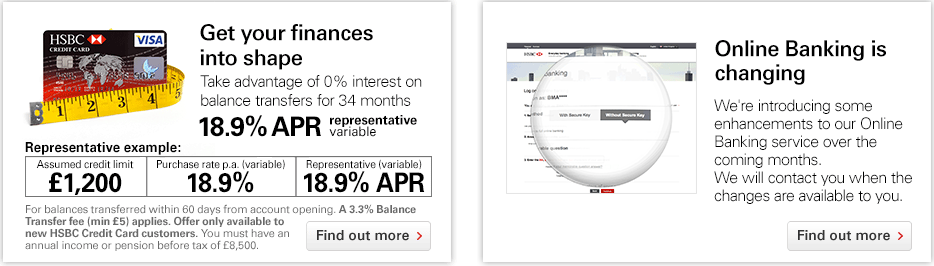 HSBC
CREDIT CARD
VISA
1 2 3 4 5
Get your finances
into shape
Take advantage of 0% interest on
balance transfers for 34 months
18.9% APR representative
variable
Representative example:
Assumed credit limit
£1,200
Purchase rate p.a. (variable)
18.9%
Representative (variable)
18.9% APR
For balances transferred within 60 days from account opening. A 3.3% Balance
Transfer fee (min £5) applies. Offer only available to
new HSBC Credit Card customers. You must have an
annual income or pension before tax of £8,500.
Find out more
anking
With Secure Key
Without Secure Key
Online Banking is
changing
We're introducing some
enhancements to our Online
Banking service over the
coming months.
We will contact you when the
changes are available to you.
Find out more